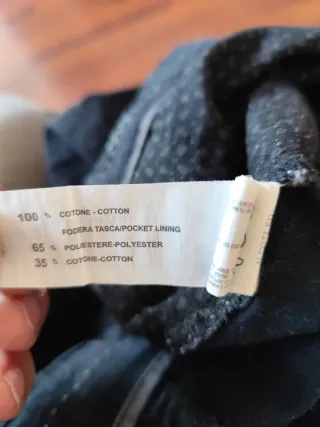 100 % COTONE - COTTON
FODERA TASCA/POCKET LINING
65 % POLIESTERE-POLYESTER
35 % COTONE-COTTON